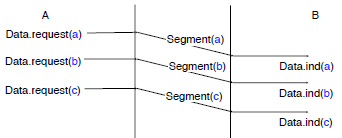 A B
Data.request(a) Segment(a)
Data.request(b) Segment(b) Data.ind(a)
Data.request(c) Segment(c) Data.ind(b)
Data.ind(c)